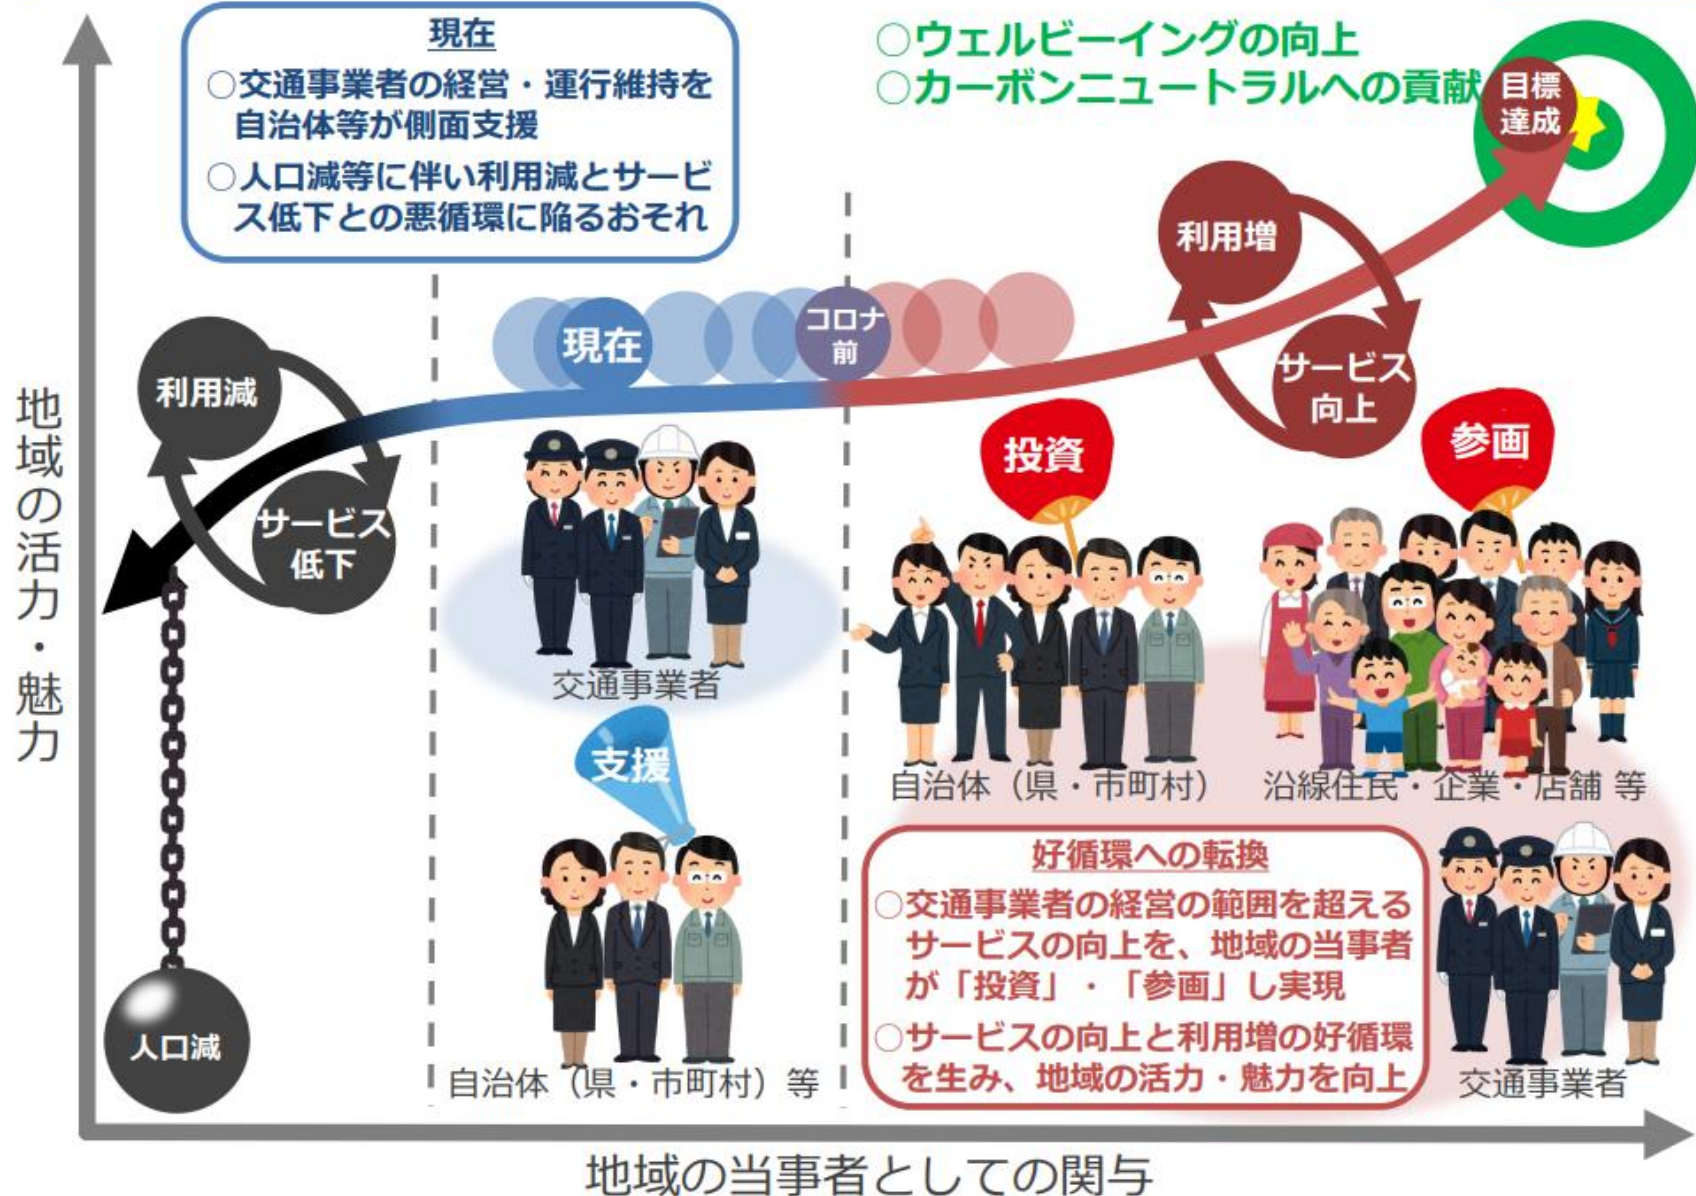 現在
○交通事業者の経営・運行維持を
自治体等が側面支援
○人口減等に伴い利用減とサービ
ス低下との悪循環に陥るおそれ
○ウェルビーイングの向上
○カーボンニュートラルへの貢献
目標
達成
利用増
サービス
向上
現在
コロナ
前
利用減
サービス
低下
人口減
地域の活力・魅力
交通事業者
支援
自治体（県・市町村）等
投資
参画
自治体（県・市町村）
沿線住民・企業・店舗 等
好循環への転換
○交通事業者の経営の範囲を超える
サービスの向上を、地域の当事者
が「投資」・「参画」し実現
○サービスの向上と利用増の好循環
を生み、地域の活力・魅力を向上
交通事業者
地域の当事者としての関与